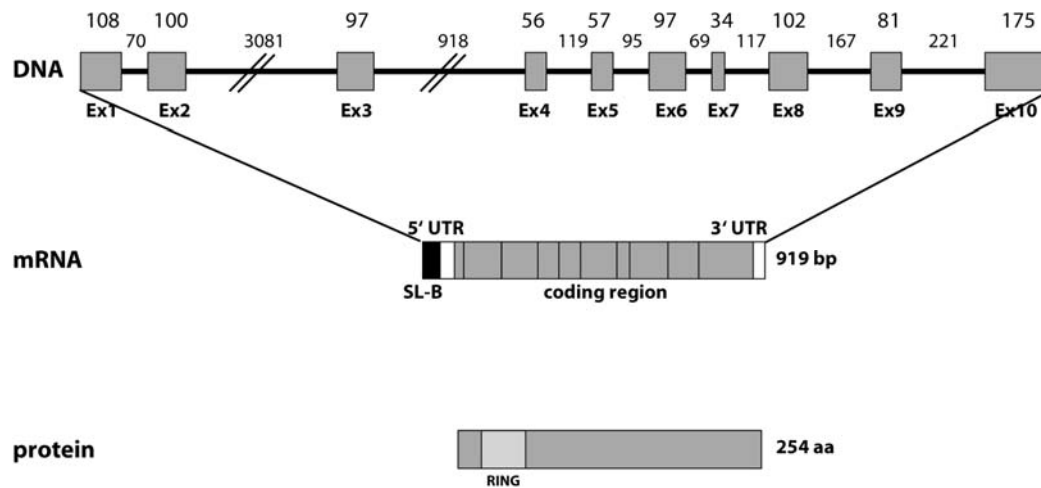 108 100 97 56 57 97 34 102 81 175
70 3081 918 119 95 69 117 167 221
DNA
Ex1 Ex2 Ex3 Ex4 Ex5 Ex6 Ex7 Ex8 Ex9 Ex10
5‘ UTR 3‘ UTR
mRNA 919 bp
SL-B coding region
protein 254 aa
RING